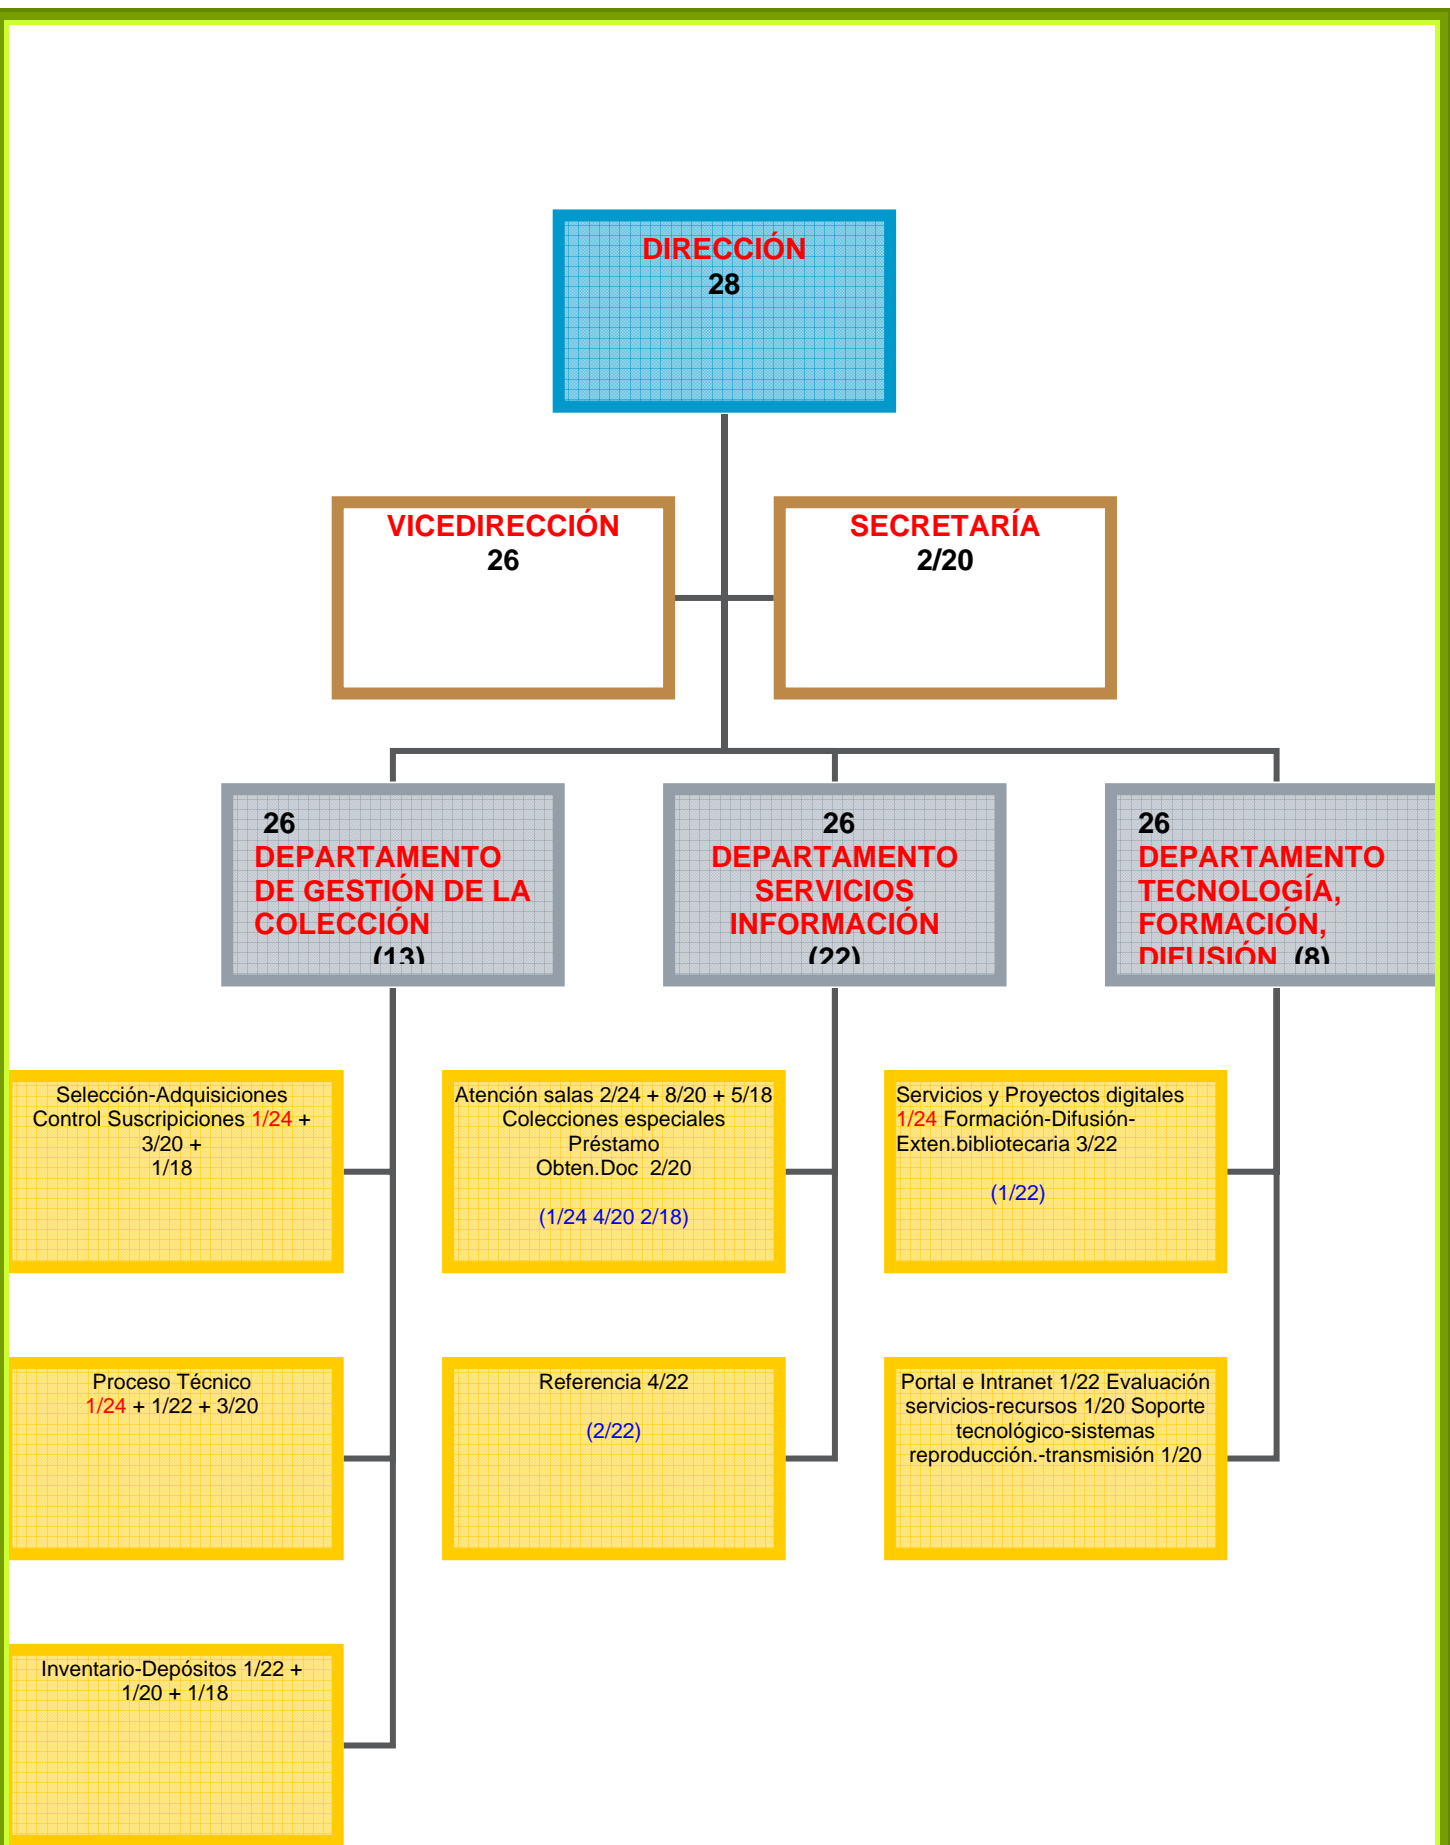 DIRECCIÓN
28
VICEDIRECCIÓN
26
SECRETARÍA
2/20
26
DEPARTAMENTO
DE GESTIÓN DE LA
COLECCIÓN
(13)
26
DEPARTAMENTO
SERVICIOS
INFORMACIÓN
(22)
26
DEPARTAMENTO
TECNOLOGÍA,
FORMACIÓN,
DIFUSIÓN (8)
Selección-Adquisiciones
Control Suscripiciones 1/24 +
3/20 +
1/18
Atención salas 2/24 + 8/20 + 5/18
Colecciones especiales
Préstamo
Obten.Doc 2/20
(1/24 4/20 2/18)
Servicios y Proyectos digitales
1/24 Formación-Difusión-
Exten.bibliotecaria 3/22
(1/22)
Proceso Técnico
1/24 + 1/22 + 3/20
Referencia 4/22
(2/22)
Portal e Intranet 1/22 Evaluación
servicios-recursos 1/20 Soporte
tecnológico-sistemas
reproducción.-transmisión 1/20
Inventario-Depósitos 1/22 +
1/20 + 1/18